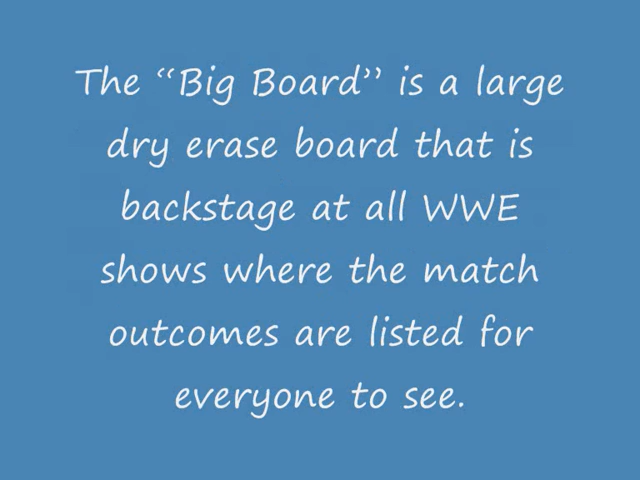 The “Big Board” is a large
dry erase board that is
backstage at all WWE
shows where the match
outcomes are listed for
everyone to see.